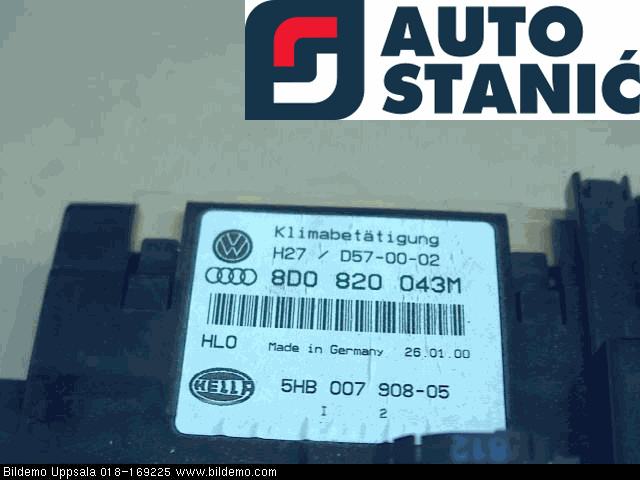 AUTO
STANIĆ
Klimabetätigung
H27 / D57-00-02
8D0 820 043M
HLO Made in Germany 26.01.00
HELLA 5HB 007 908-05
I 2
812
Bildemo Uppsala 018-169225 www.bildemo.com